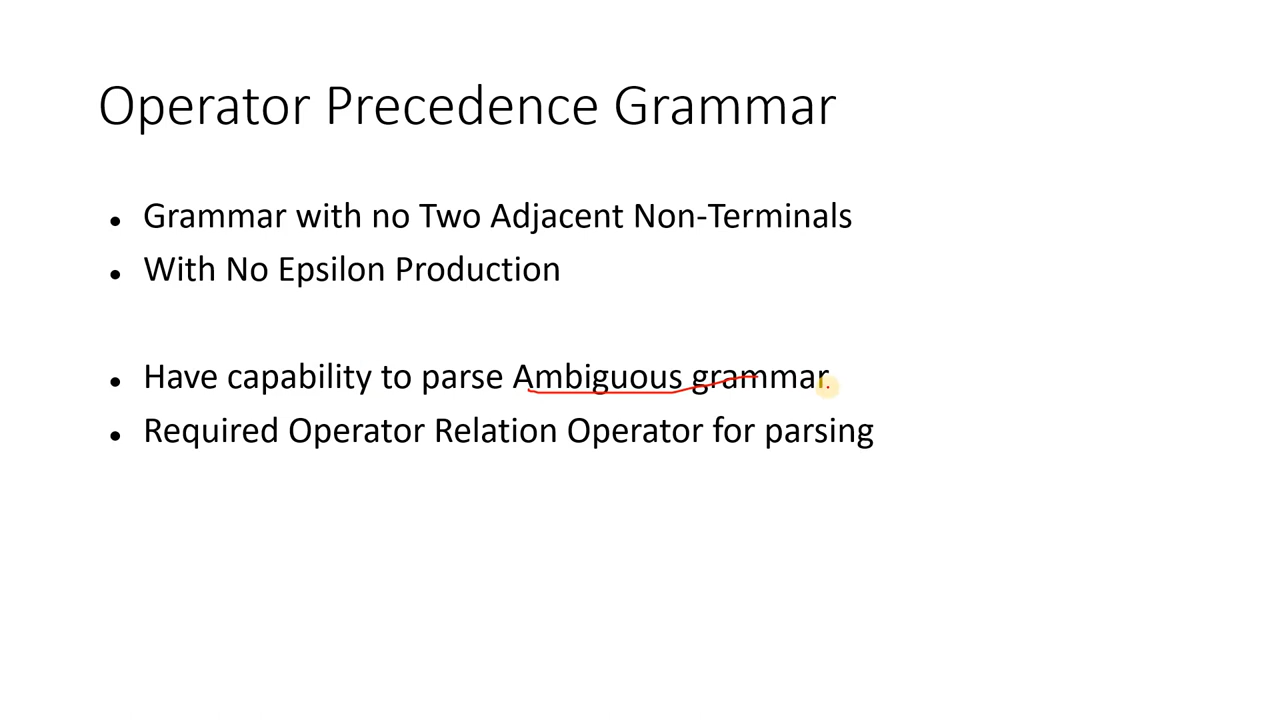 Operator Precedence Grammar
• Grammar with no Two Adjacent Non-Terminals
• With No Epsilon Production
• Have capability to parse Ambiguous grammar.
• Required Operator Relation Operator for parsing